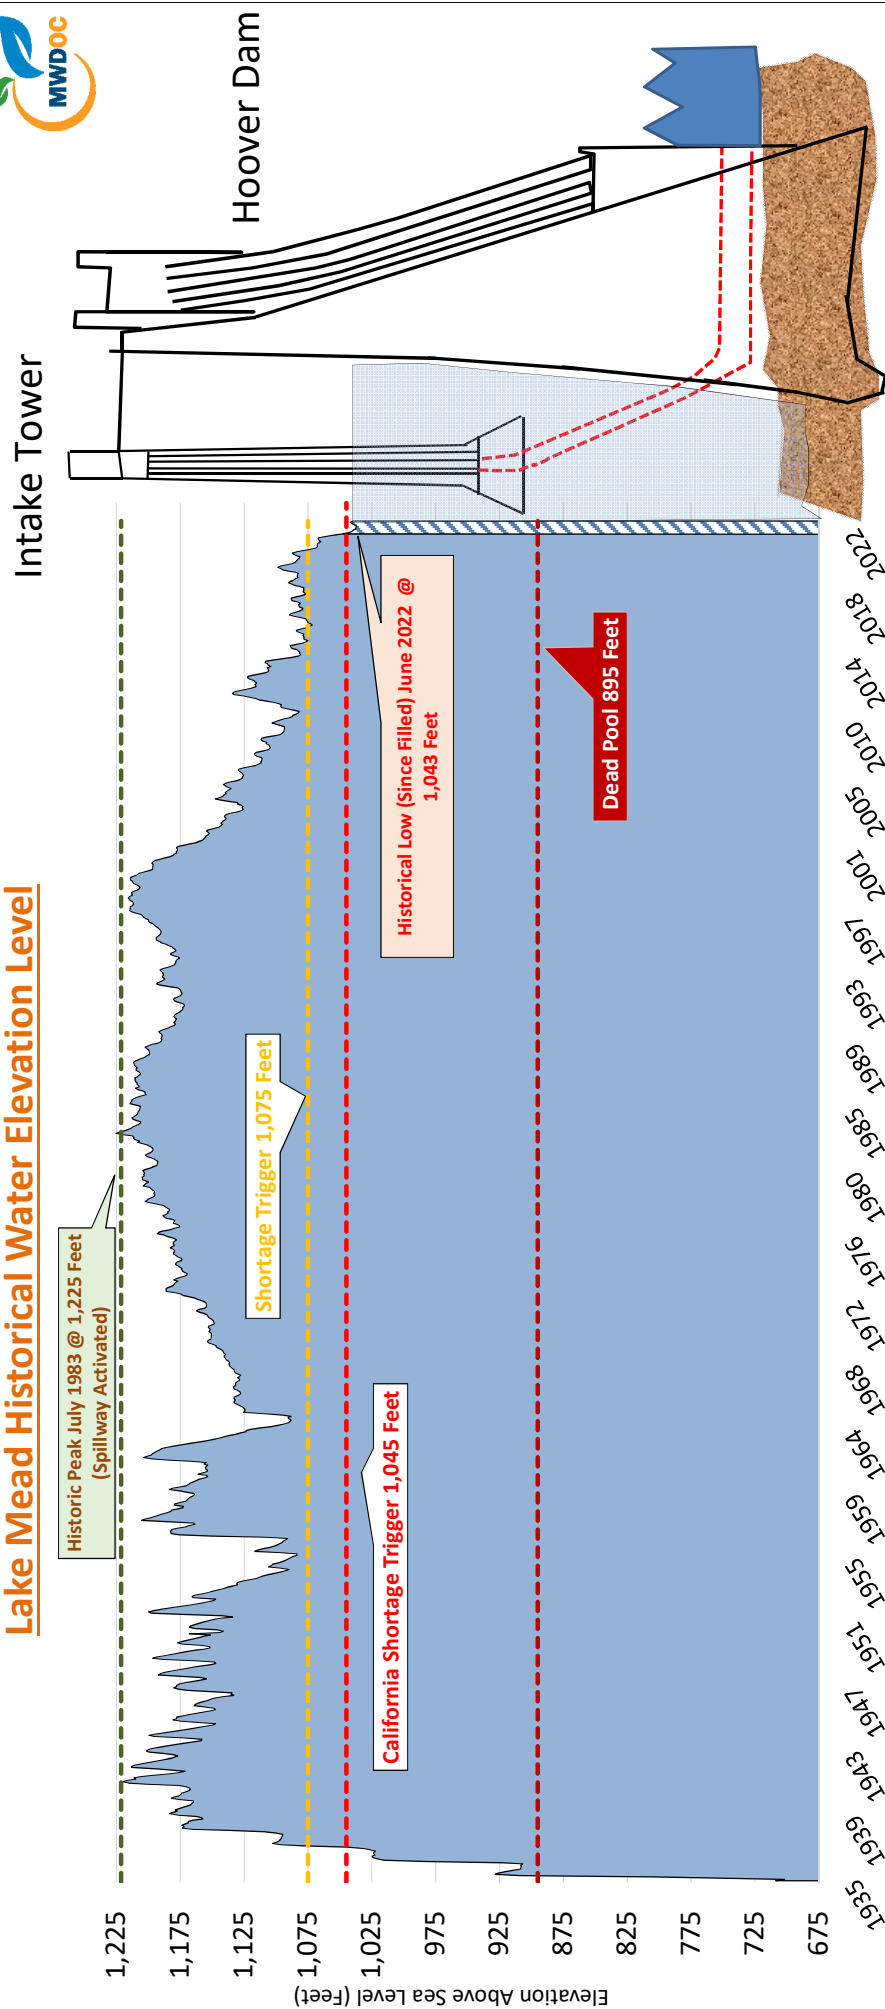 Lake Mead Historical Water Elevation Level
MWDOC
Intake Tower
Hoover Dam
Historic Peak July 1983 @ 1,225 Feet
(Spillway Activated)
Shortage Trigger 1,075 Feet
California Shortage Trigger 1,045 Feet
Historical Low (Since Filled) June 2022 @
1,043 Feet
Dead Pool 895 Feet
Elevation Above Sea Level (Feet)
1,225
1,175
1,125
1,075
1,025
975
925
875
825
775
725
675
1935
1939
1943
1947
1951
1955
1959
1964
1968
1972
1976
1980
1985
1989
1993
1997
2001
2005
2010
2014
2018
2022